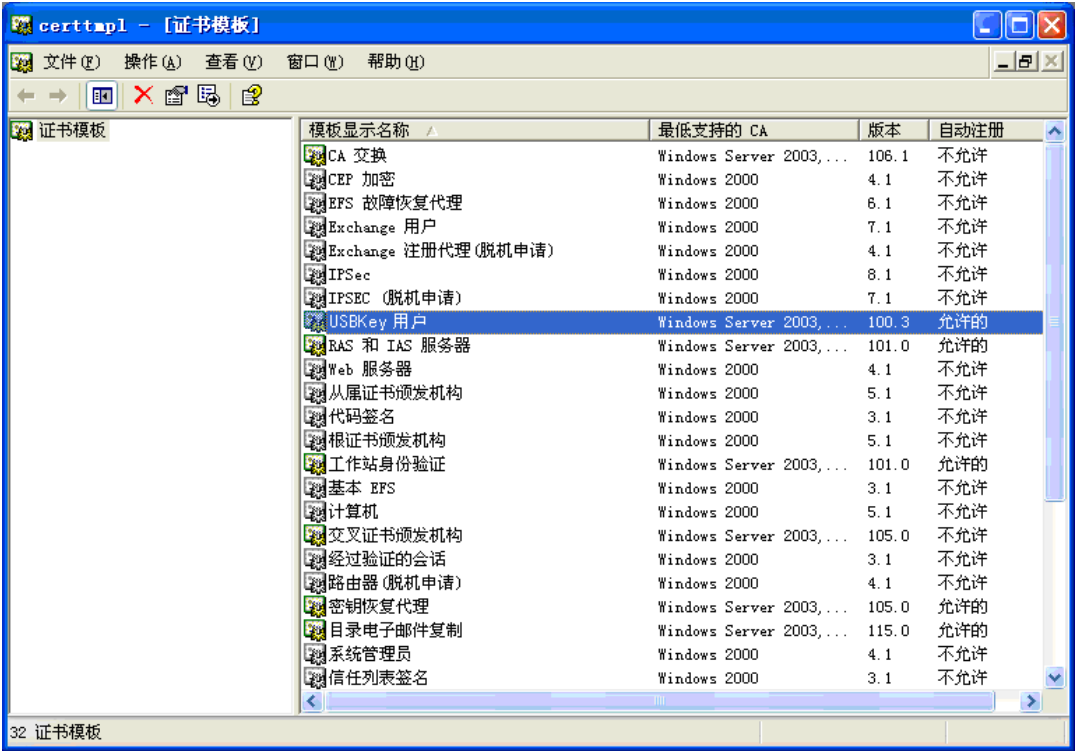 certtmpl - [证书模板]
文件(F) 操作(A) 查看(V) 窗口(W) 帮助(H)
证书模板
模板显示名称 最低支持的 CA 版本 自动注册
CA 交换 Windows Server 2003,... 106.1 不允许
CEP 加密 Windows 2000 4.1 不允许
EFS 故障恢复代理 Windows 2000 6.1 不允许
Exchange 用户 Windows 2000 7.1 不允许
Exchange 注册代理(脱机申请) Windows 2000 4.1 不允许
IPSec Windows 2000 8.1 不允许
IPSEC (脱机申请) Windows 2000 7.1 不允许
USBKey 用户 Windows Server 2003,... 100.3 允许的
RAS 和 IAS 服务器 Windows Server 2003,... 101.0 允许的
Web 服务器 Windows 2000 4.1 不允许
从属证书颁发机构 Windows 2000 5.1 不允许
代码签名 Windows 2000 3.1 不允许
根证书颁发机构 Windows 2000 5.1 不允许
工作站身份验证 Windows Server 2003,... 101.0 允许的
基本 EFS Windows 2000 3.1 不允许
计算机 Windows 2000 5.1 不允许
交叉证书颁发机构 Windows Server 2003,... 105.0 不允许
经过验证的会话 Windows 2000 3.1 不允许
路由器(脱机申请) Windows 2000 4.1 不允许
密钥恢复代理 Windows Server 2003,... 105.0 允许的
目录电子邮件复制 Windows Server 2003,... 115.0 允许的
系统管理员 Windows 2000 4.1 不允许
信任列表签名 Windows 2000 3.1 不允许
32 证书模板